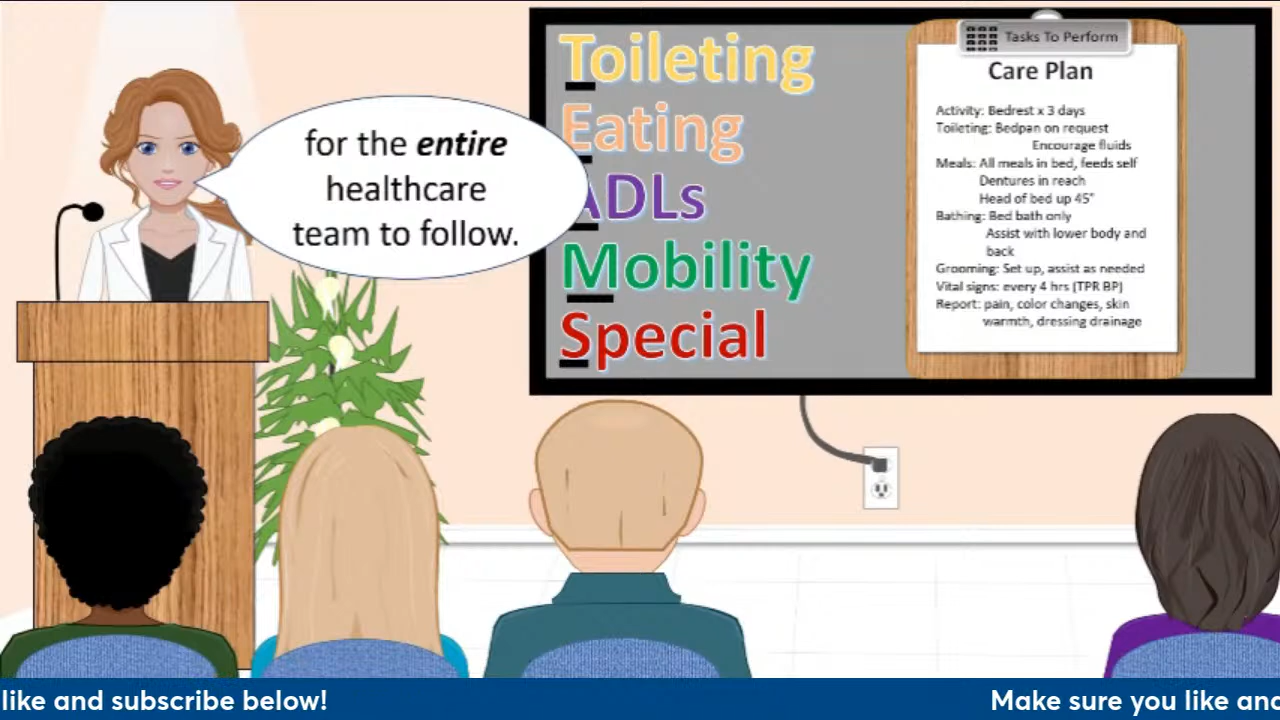 for the entire
healthcare
team to follow.
Toileting
Eating
ADLs
Mobility
Special
Tasks To Perform
Care Plan
Activity: Bedrest x 3 days
Toileting: Bedpan on request
Encourage fluids
Meals: All meals in bed, feeds self
Dentures in reach
Head of bed up 45°
Bathing: Bed bath only
Assist with lower body and
back
Grooming: Set up, assist as needed
Vital signs: every 4 hrs (TPR BP)
Report: pain, color changes, skin
warmth, dressing drainage
like and subscribe below!
Make sure you like and